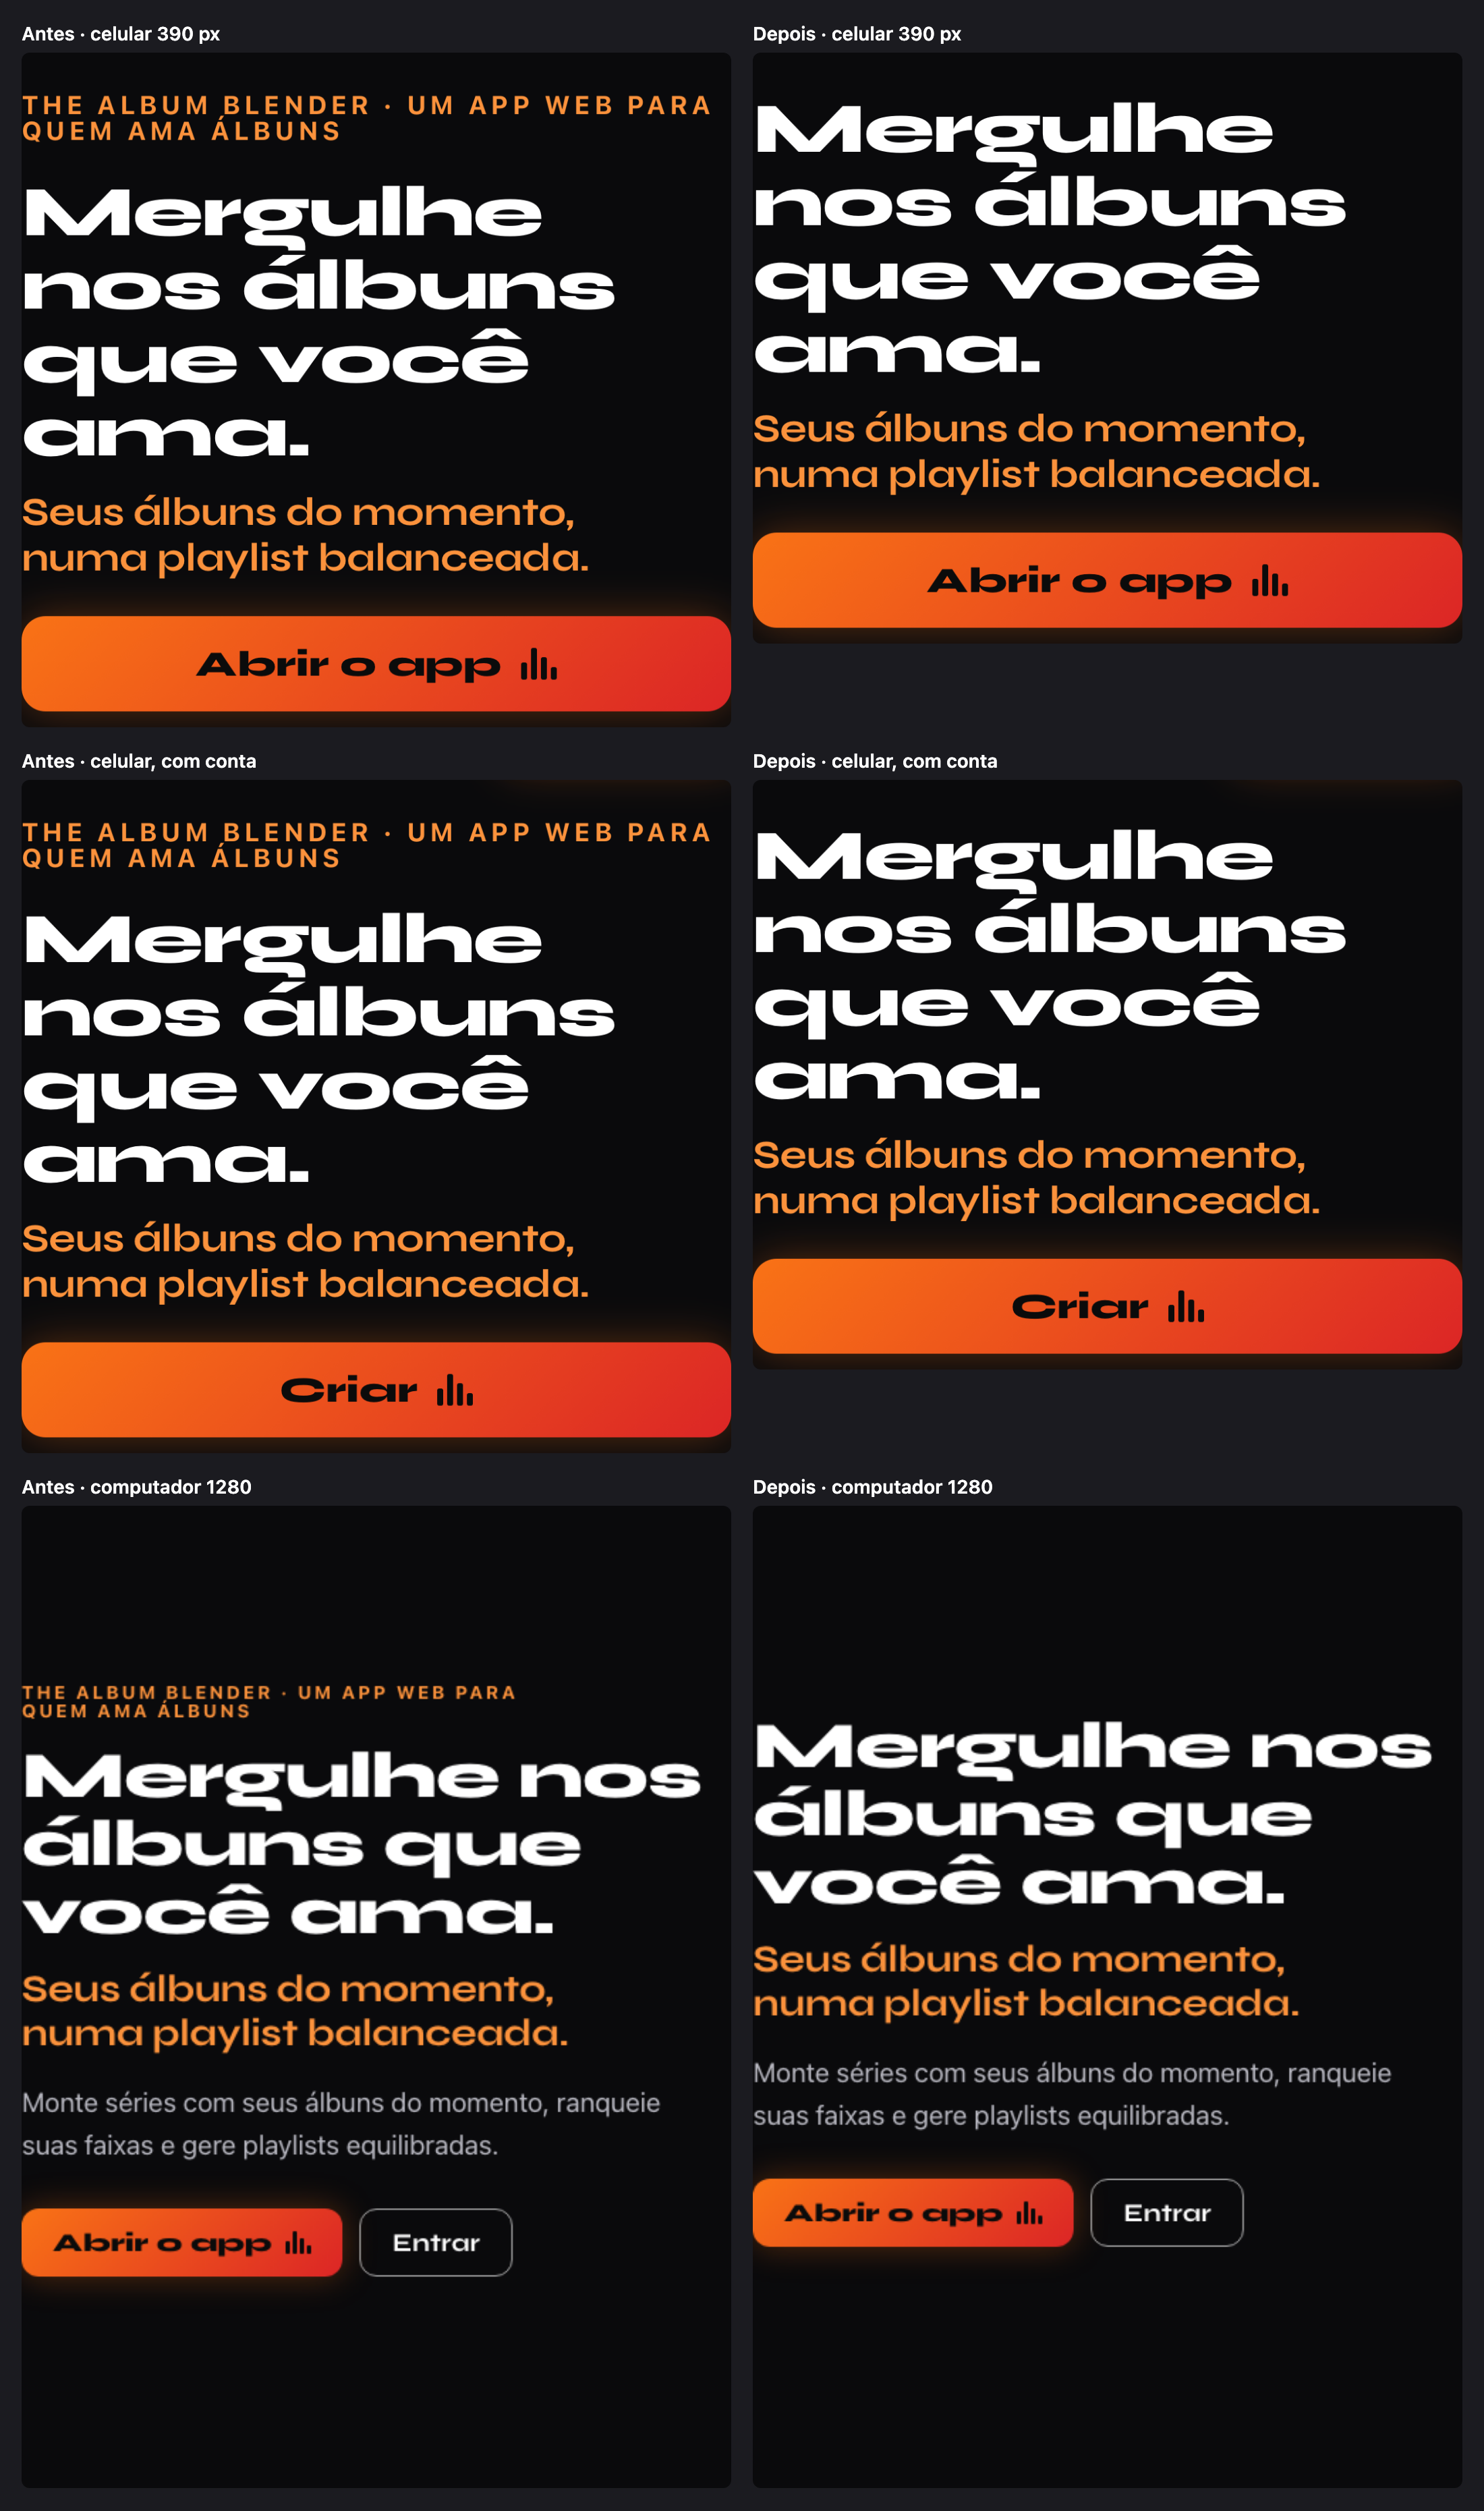 Antes · celular 390 px
THE ALBUM BLENDER · UM APP WEB PARA
QUEM AMA ÁLBUNS
Mergulhe
nos álbuns
que você
ama.
Seus álbuns do momento,
numa playlist balanceada.
Abrir o app
Depois · celular 390 px
Mergulhe
nos álbuns
que você
ama.
Seus álbuns do momento,
numa playlist balanceada.
Abrir o app
Antes · celular, com conta
THE ALBUM BLENDER · UM APP WEB PARA
QUEM AMA ÁLBUNS
Mergulhe
nos álbuns
que você
ama.
Seus álbuns do momento,
numa playlist balanceada.
Criar
Depois · celular, com conta
Mergulhe
nos álbuns
que você
ama.
Seus álbuns do momento,
numa playlist balanceada.
Criar
Antes · computador 1280
THE ALBUM BLENDER · UM APP WEB PARA
QUEM AMA ÁLBUNS
Mergulhe nos
álbuns que
você ama.
Seus álbuns do momento,
numa playlist balanceada.
Monte séries com seus álbuns do momento, ranqueie
suas faixas e gere playlists equilibradas.
Abrir o app
Entrar
Depois · computador 1280
Mergulhe nos
álbuns que
você ama.
Seus álbuns do momento,
numa playlist balanceada.
Monte séries com seus álbuns do momento, ranqueie
suas faixas e gere playlists equilibradas.
Abrir o app
Entrar